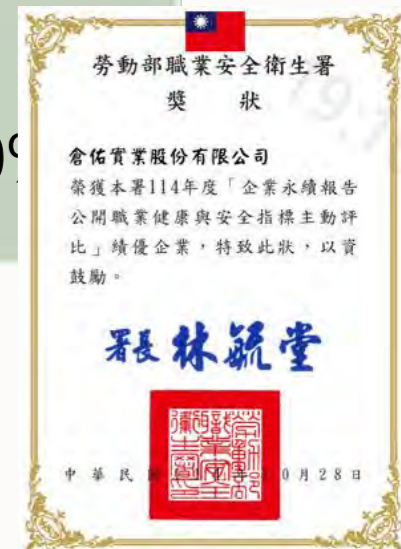 勞動部職業安全衛生署
獎 狀
倉佑實業股份有限公司
榮獲本署114年度「企業永續報告
公開職業健康與安全指標主動評
比」績優企業,特致此狀,以資
鼓勵。
署長 林毓堂
中 華 民 0 月 28 日